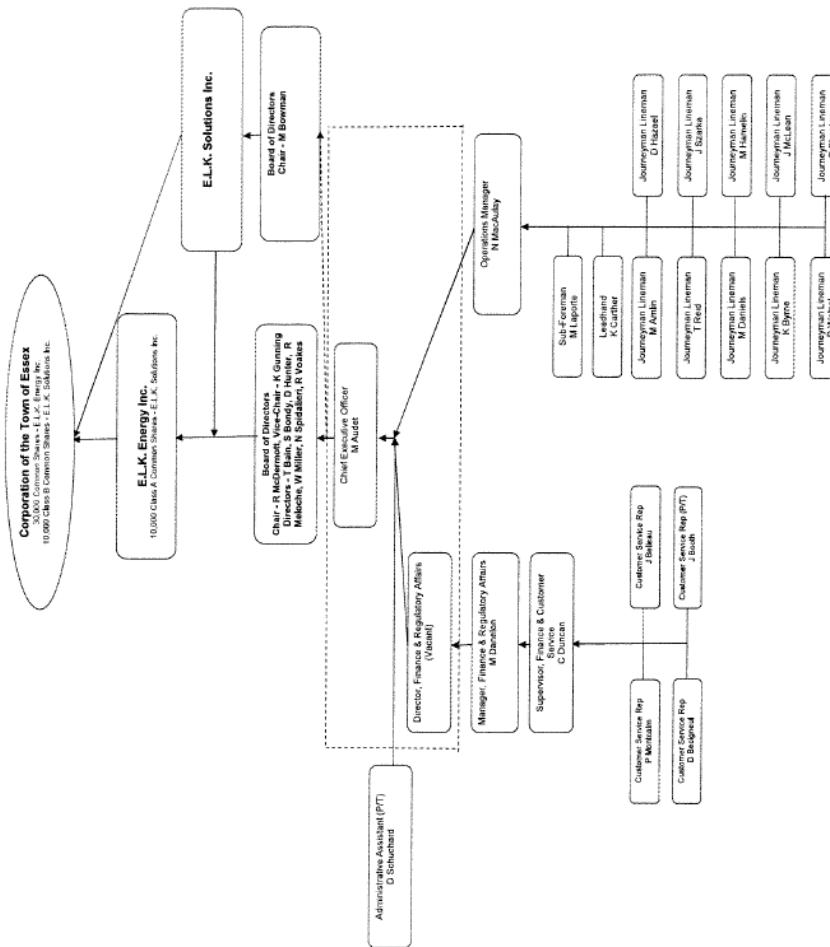 Corporation of the Town of Essex
30,000 Common Shares - E.L.K. Energy Inc.
10,000 Class B Common Shares - E.L.K. Solutions Inc.
E.L.K. Energy Inc.
10,000 Class A Common Shares - E.L.K. Solutions Inc.
E.L.K. Solutions Inc.
Board of Directors
Chair - R McDermott, Vice-Chair - K Gunning
Directors - T Bain, S Bondy, D Hunter, R
Meloche, W Miller, N Spidalieri, R Voakes
Board of Directors
Chair - M Bowman
Chief Executive Officer
M Audet
Administrative Assistant (P/T)
D Schuchard
Director, Finance & Regulatory Affairs
(Vacant)
Manager, Finance & Regulatory Affairs
M Danelon
Supervisor, Finance & Customer
Service
C Duncan
Customer Service Rep
P Montcalm
Customer Service Rep
J Belleau
Customer Service Rep
D Becigneul
Customer Service Rep (P/T)
J Booth
Operations Manager
N MacAulay
Sub-Foreman
M Laporte
Leadhand
K Carther
Journeyman Lineman
M Amlin
Journeyman Lineman
D
Journeyman Lineman
T Reid
Journeyman Lineman
J Szarka
Journeyman Lineman
M Daniels
Journeyman Lineman
M Hamelin
Journeyman Lineman
K Byrne
Journeyman Lineman
J McLean
Journeyman Lineman
Journeyman Lineman